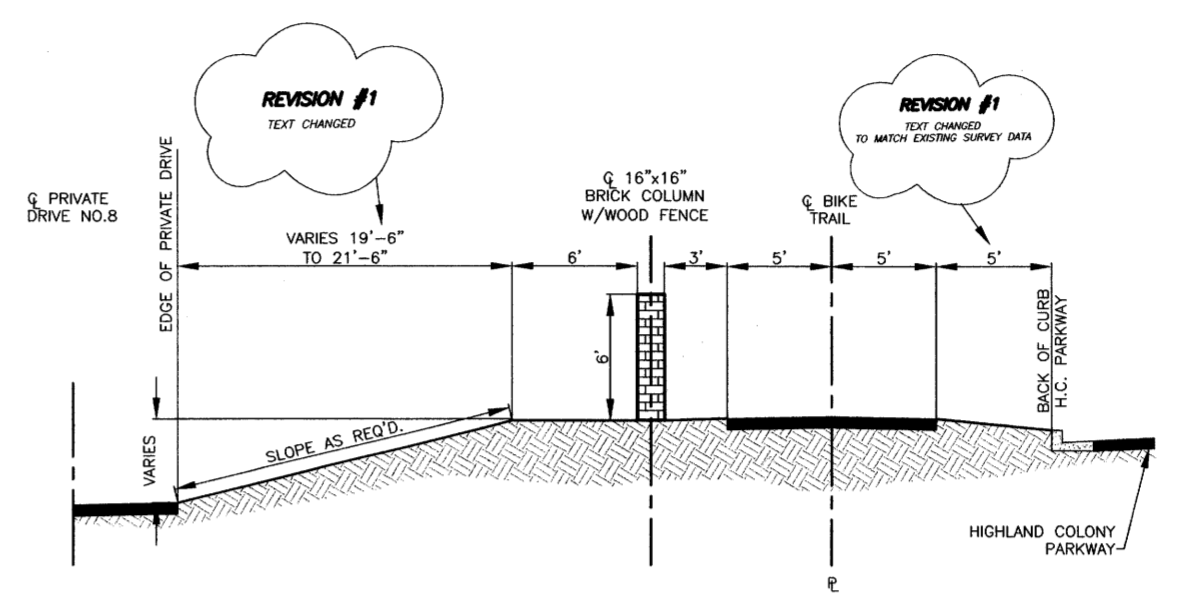 REVISION #1
TEXT CHANGED
REVISION #1
TEXT CHANGED
TO MATCH EXISTING SURVEY DATA
℄ PRIVATE
DRIVE NO.8
EDGE OF PRIVATE DRIVE
VARIES 19'-6"
TO 21'-6"
℄ 16"x16"
BRICK COLUMN
W/WOOD FENCE
℄ BIKE
TRAIL
6'
3'
5'
5'
5'
6'
BACK OF CURB
H.C. PARKWAY
VARIES
SLOPE AS REQ'D.
HIGHLAND COLONY
PARKWAY
⅊